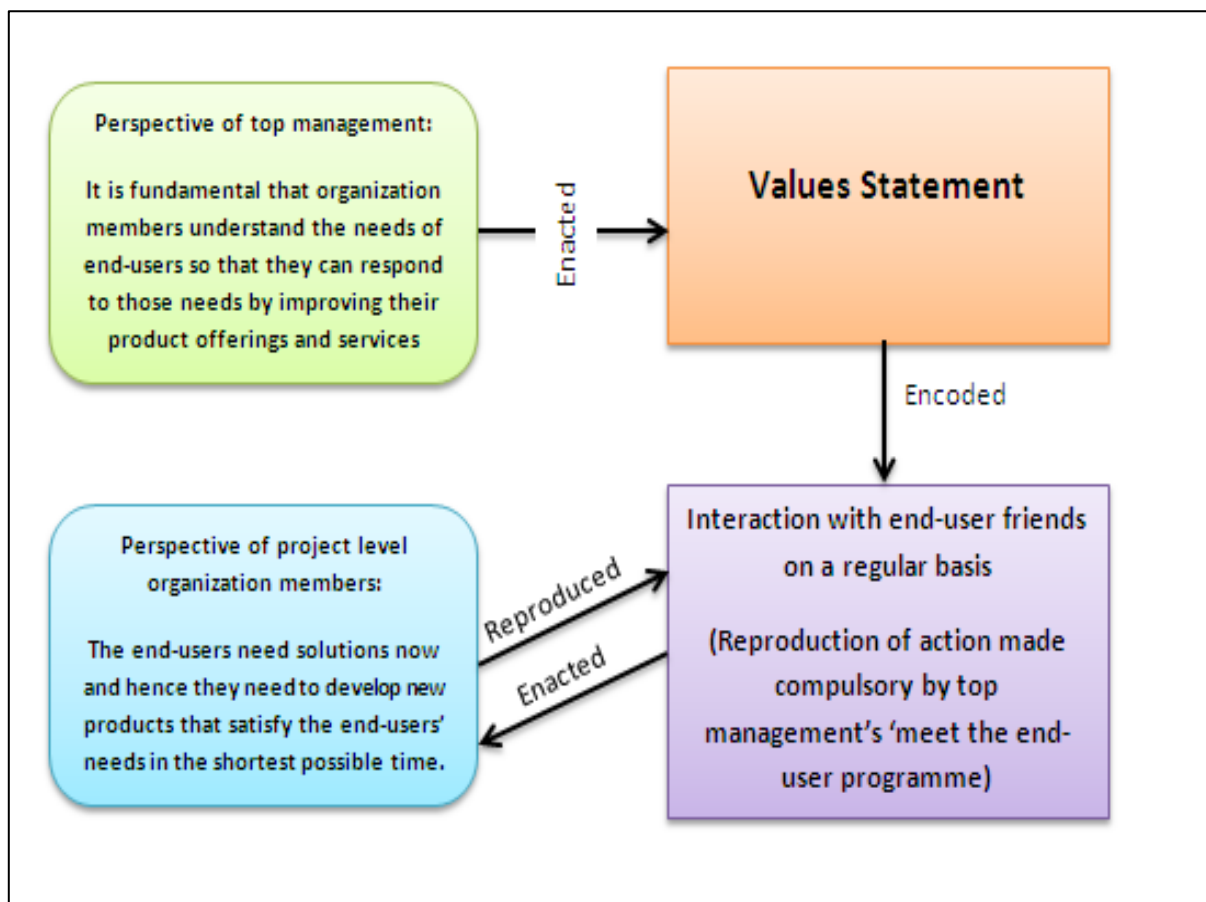 Perspective of top management:
It is fundamental that organization
members understand the needs of
end-users so that they can respond
to those needs by improving their
product offerings and services
Enacted
Values Statement
Encoded
Perspective of project level
organization members:
The end-users need solutions now
and hence they need to develop new
products that satisfy the end-users’
needs in the shortest possible time.
Reproduced
Enacted
Interaction with end-user friends
on a regular basis
(Reproduction of action made
compulsory by top
management’s ‘meet the end-
user programme)